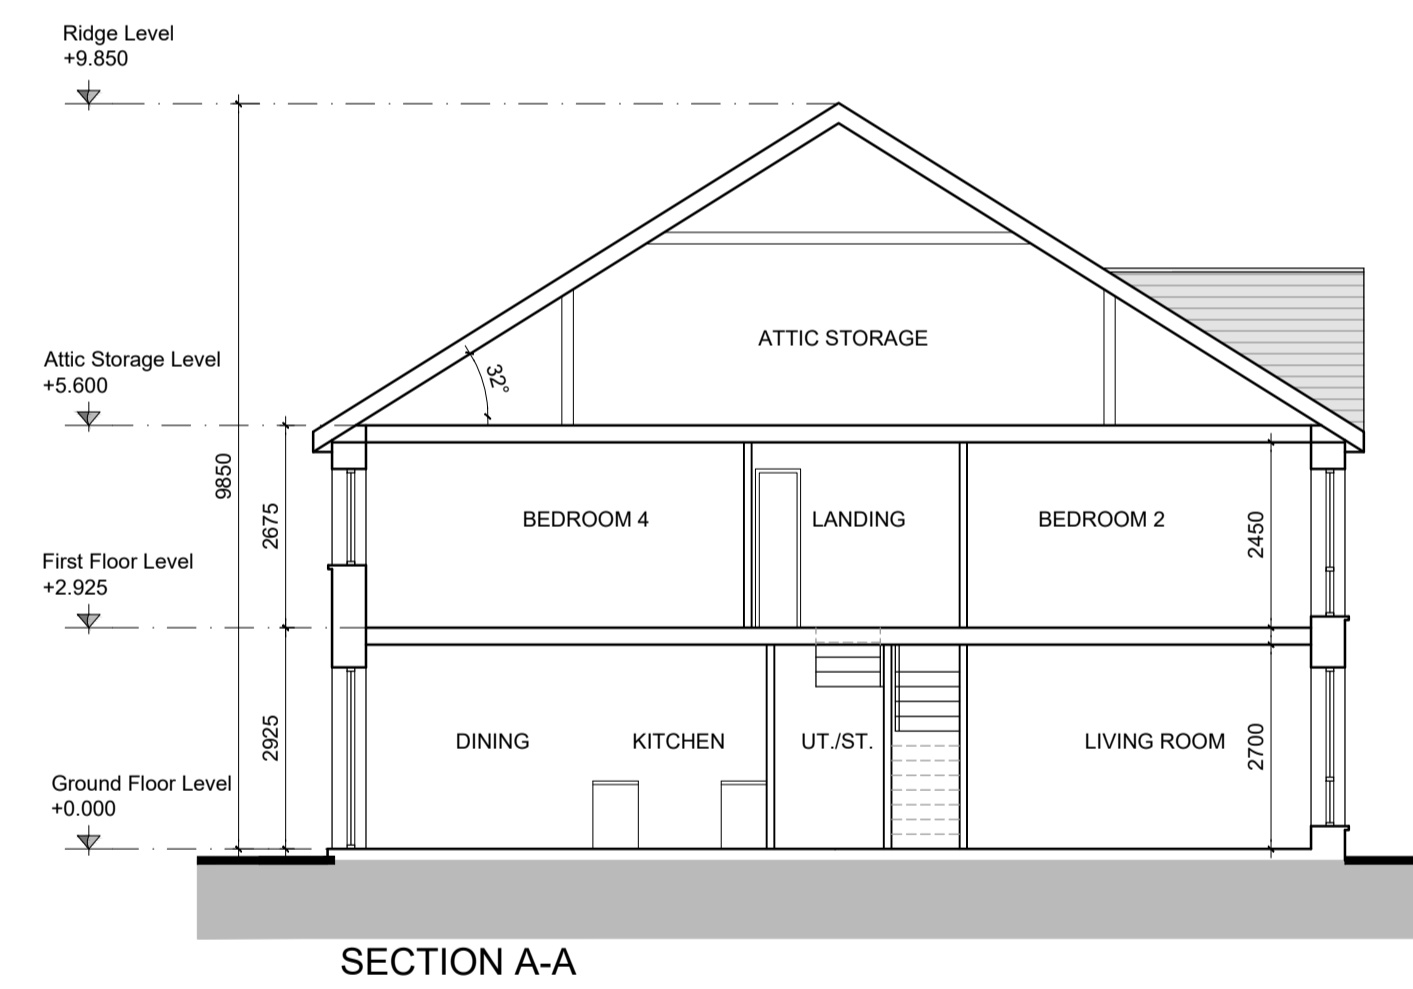 Ridge Level
+9.850
ATTIC STORAGE
Attic Storage Level
+5.600
32°
9850
2675
BEDROOM 4
LANDING
BEDROOM 2
2450
First Floor Level
+2.925
2925
DINING
KITCHEN
UT./ST.
LIVING ROOM
2700
Ground Floor Level
+0.000
SECTION A-A